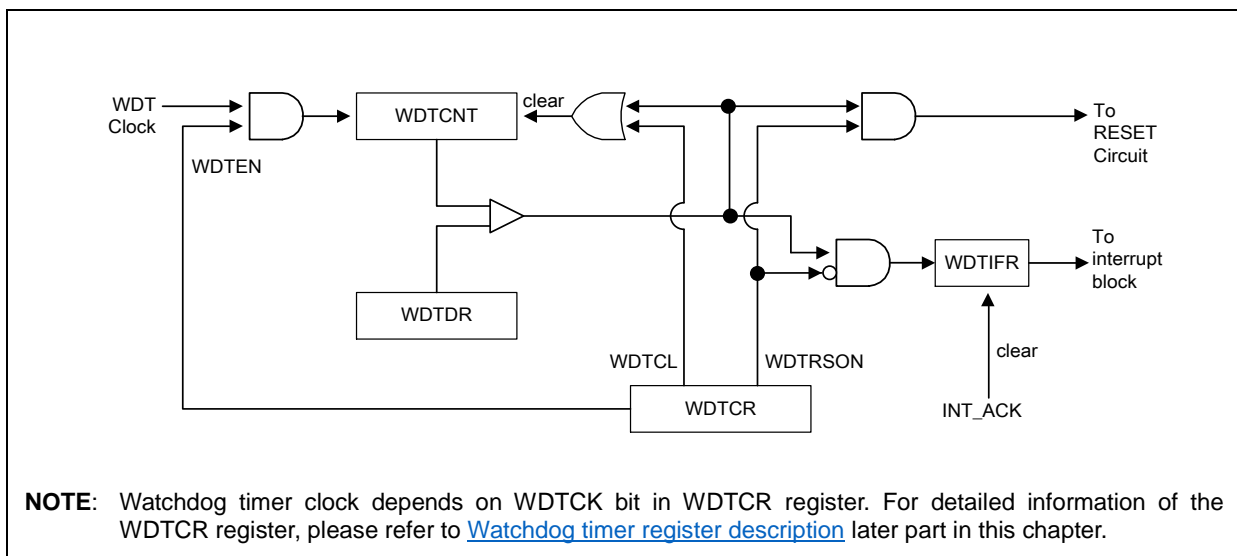 WDT
Clock
WDTEN
WDTCNT
clear
To
RESET
Circuit
WDTDR
WDTIFR
To
interrupt
block
WDTCL
WDTRSON
clear
WDTCR
INT_ACK
NOTE: Watchdog timer clock depends on WDTCK bit in WDTCR register. For detailed information of the
WDTCR register, please refer to Watchdog timer register description later part in this chapter.